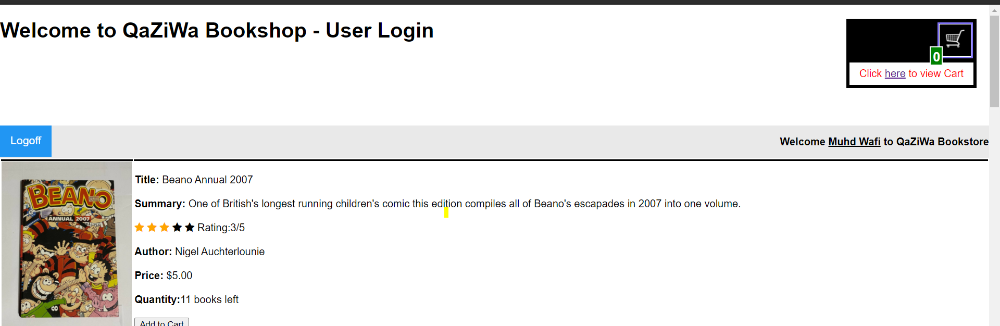 Welcome to QaZiWa Bookshop - User Login
0
Click here to view Cart
Logoff
Welcome Muhd Wafi to QaZiWa Bookstore
THE
BEANO
ANNUAL 2007
Title: Beano Annual 2007
Summary: One of British's longest running children's comic this edition compiles all of Beano's escapades in 2007 into one volume.
Rating:3/5
Author: Nigel Auchterlounie
Price: $5.00
Quantity:11 books left
Add to Cart